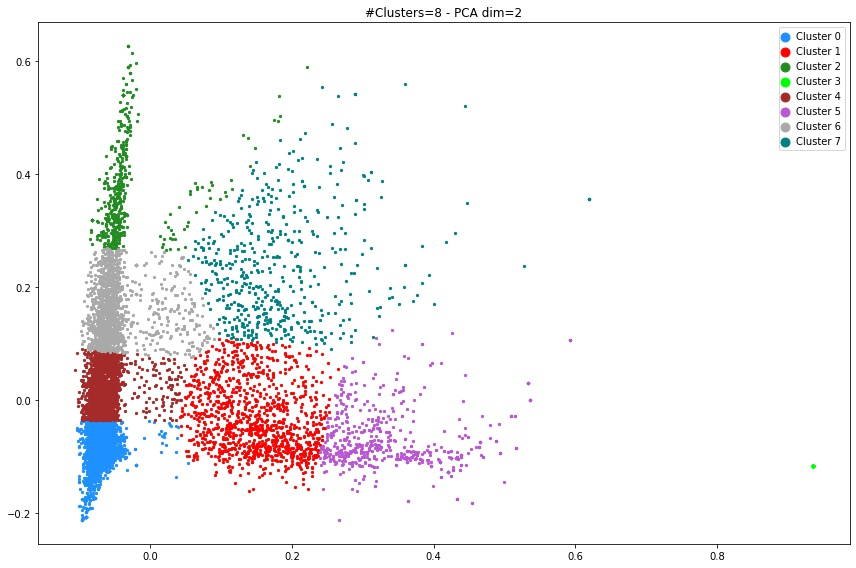 #Clusters=8 - PCA dim=2
Cluster 0
Cluster 1
Cluster 2
Cluster 3
Cluster 4
Cluster 5
Cluster 6
Cluster 7
0.6
0.4
0.2
0.0
−0.2
0.0 0.2 0.4 0.6 0.8